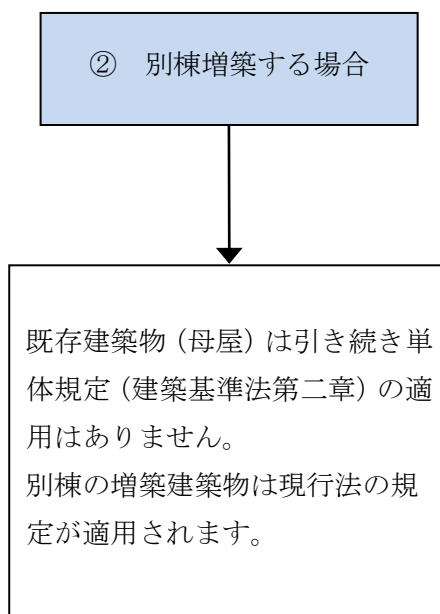 ② 別棟増築する場合
既存建築物（母屋）は引き続き単
体規定（建築基準法第二章）の適
用はありません。
別棟の増築建築物は現行法の規
定が適用されます。